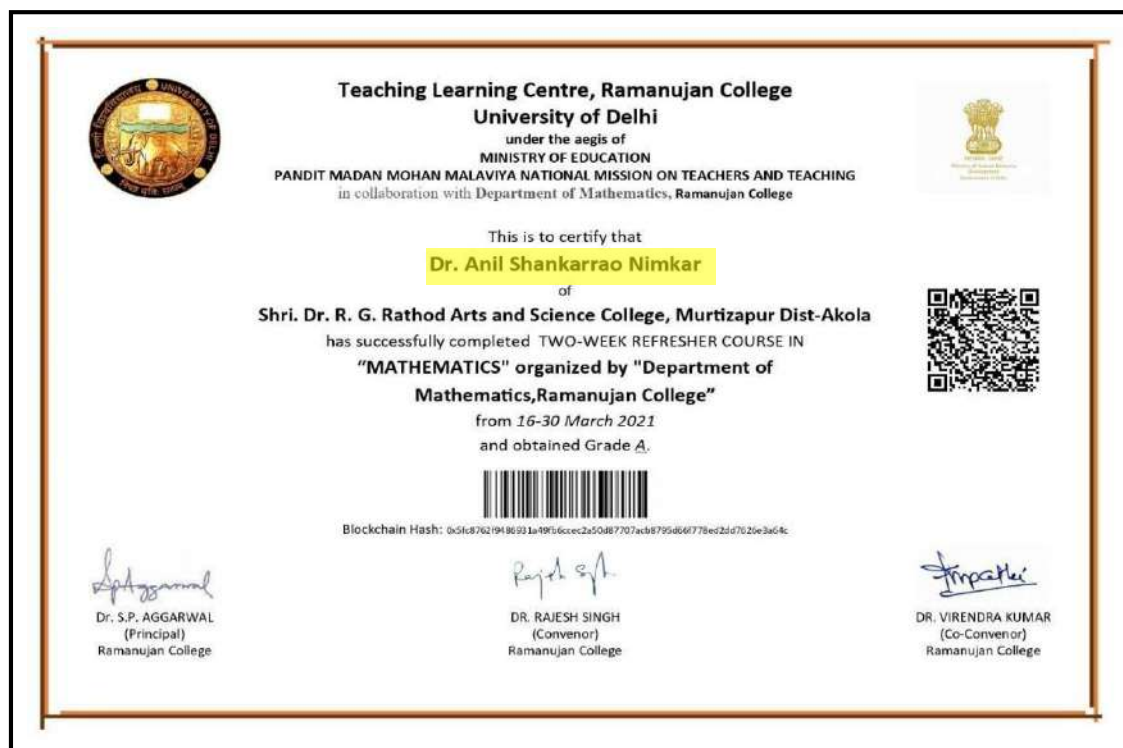 Teaching Learning Centre, Ramanujan College
University of Delhi
under the aegis of
MINISTRY OF EDUCATION
PANDIT MADAN MOHAN MALAVIYA NATIONAL MISSION ON TEACHERS AND TEACHING
in collaboration with Department of Mathematics, Ramanujan College
This is to certify that
Dr. Anil Shankarrao Nimkar
of
Shri. Dr. R. G. Rathod Arts and Science College, Murtizapur Dist-Akola
has successfully completed TWO-WEEK REFRESHER COURSE IN
“MATHEMATICS" organized by "Department of
Mathematics,Ramanujan College”
from 16-30 March 2021
and obtained Grade A.
Blockchain Hash:
Dr. S.P. AGGARWAL
(Principal)
Ramanujan College
DR. RAJESH SINGH
(Convenor)
Ramanujan College
DR. VIRENDRA KUMAR
(Co-Convenor)
Ramanujan College